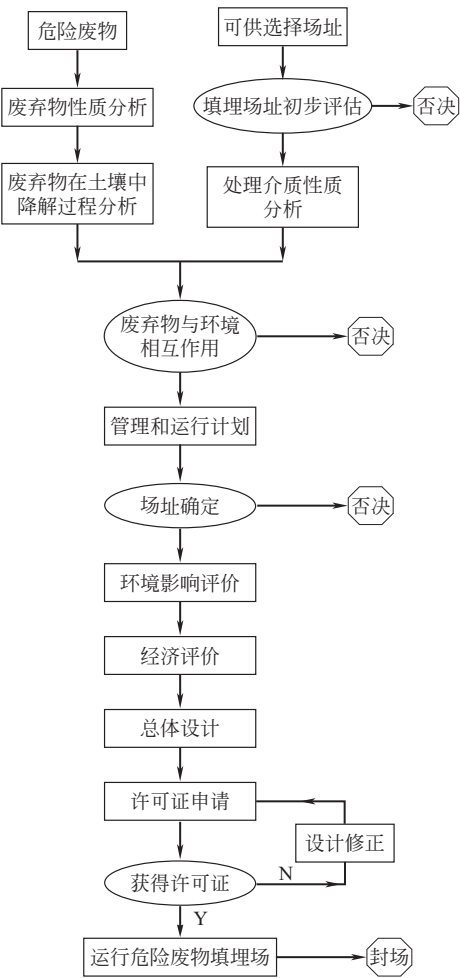 危险废物
可供选择场址
废弃物性质分析
填埋场址初步评估
否决
废弃物在土壤中
降解过程分析
处理介质性质
分析
废弃物与环境
相互作用
否决
管理和运行计划
场址确定
否决
环境影响评价
经济评价
总体设计
许可证申请
设计修正
获得许可证
N
Y
运行危险废物填埋场
封场